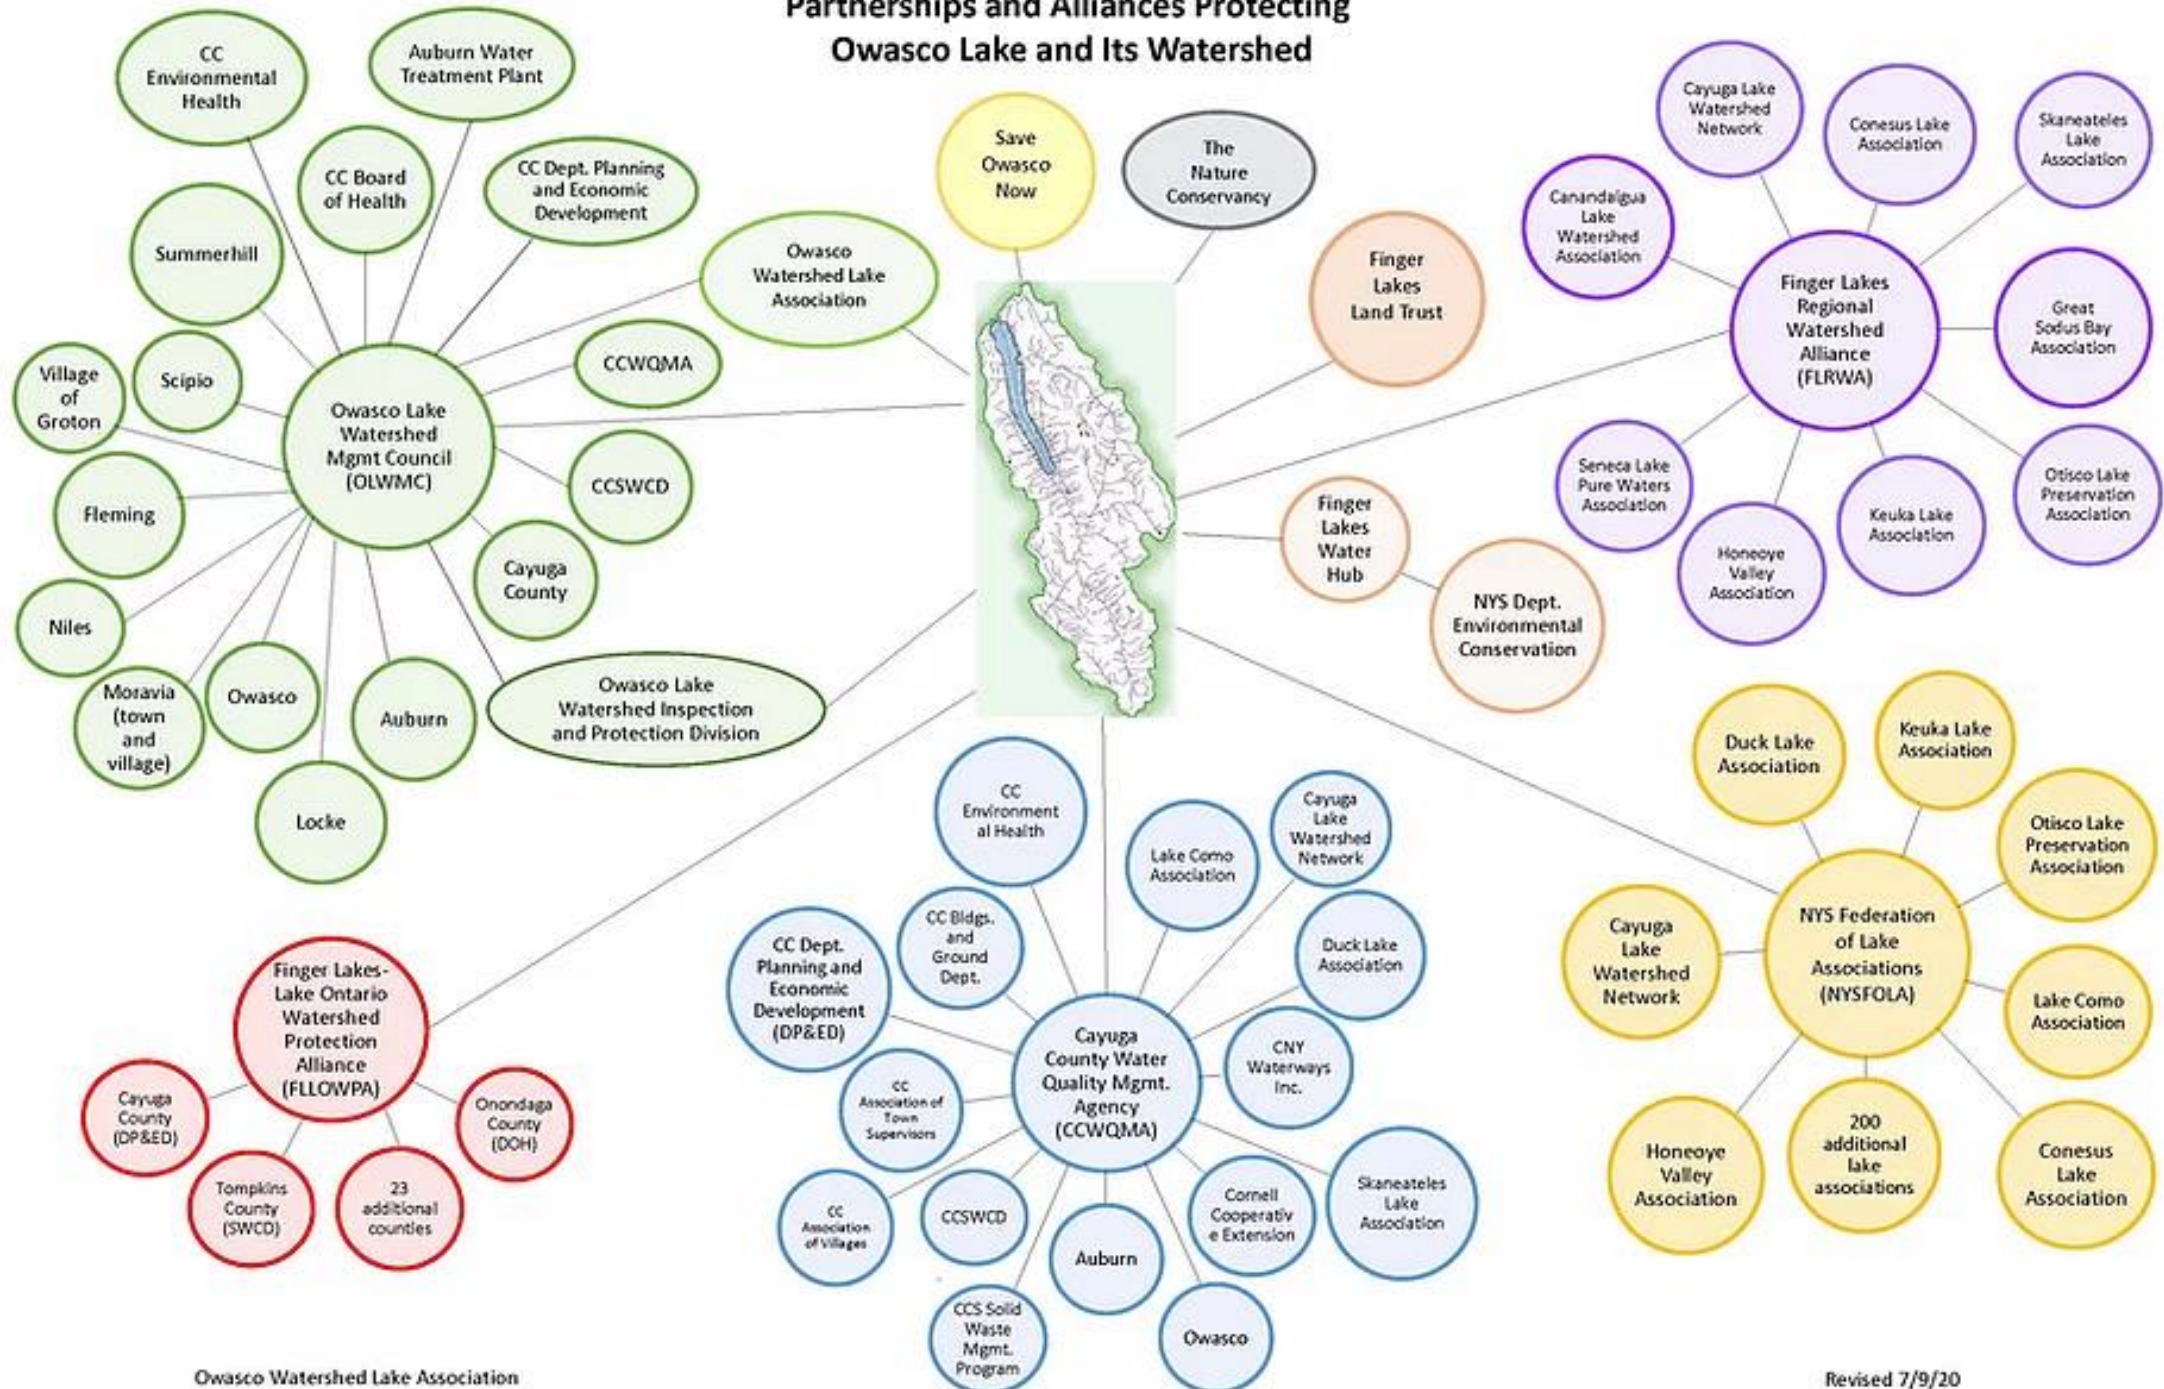 Partnerships and Alliances Protecting
Owasco Lake and Its Watershed
CC
Environmental
Health
Auburn Water
Treatment Plant
CC Board
of Health
CC Dept. Planning
and Economic
Development
Summerhill
Owasco
Watershed Lake
Association
Scipio
CCWQMA
Village
of
Groton
Owasco Lake
Watershed
Mgmt Council
(OLWMC)
CCSWCD
Fleming
Cayuga
County
Niles
Moravia
(town
and
village)
Owasco
Auburn
Locke
Owasco Lake
Watershed Inspection
and Protection Division
Save
Owasco
Now
The
Nature
Conservancy
Finger
Lakes
Land Trust
Finger
Lakes
Water
Hub
NYS Dept.
Environmental
Conservation
Cayuga Lake
Watershed
Network
Conesus Lake
Association
Skaneateles
Lake
Association
Canandaigua
Lake
Watershed
Association
Finger Lakes
Regional
Watershed
Alliance
(FLRWA)
Great
Sodus Bay
Association
Seneca Lake
Pure Waters
Association
Honeoye
Valley
Association
Keuka Lake
Association
Otisco Lake
Preservation
Association
Duck Lake
Association
Keuka Lake
Association
Otisco Lake
Preservation
Association
Cayuga
Lake
Watershed
Network
NYS Federation
of Lake
Associations
(NYSFOLA)
Lake Como
Association
Honeoye
Valley
Association
200
additional
lake
associations
Conesus
Lake
Association
CC
Environment
al Health
Lake Como
Association
Cayuga
Lake
Watershed
Network
CC Dept.
Planning and
Economic
Development
(DP&ED)
CC Bldgs.
and
Ground
Dept.
Duck Lake
Association
Cayuga
County Water
Quality Mgmt.
Agency
(CCWQMA)
CNY
Waterways
Inc.
CC
Association of
Town
Supervisors
CC
Association
of Villages
CCSWCD
Auburn
Cornell
Cooperativ
e Extension
Skaneateles
Lake
Association
CCS Solid
Waste
Mgmt.
Program
Owasco
Finger Lakes-
Lake Ontario
Watershed
Protection
Alliance
(FLLOWPA)
Cayuga
County
(DP&ED)
Tompkins
County
(SWCD)
23
additional
counties
Onondaga
County
(DOH)
Owasco Watershed Lake Association
Revised 7/9/20